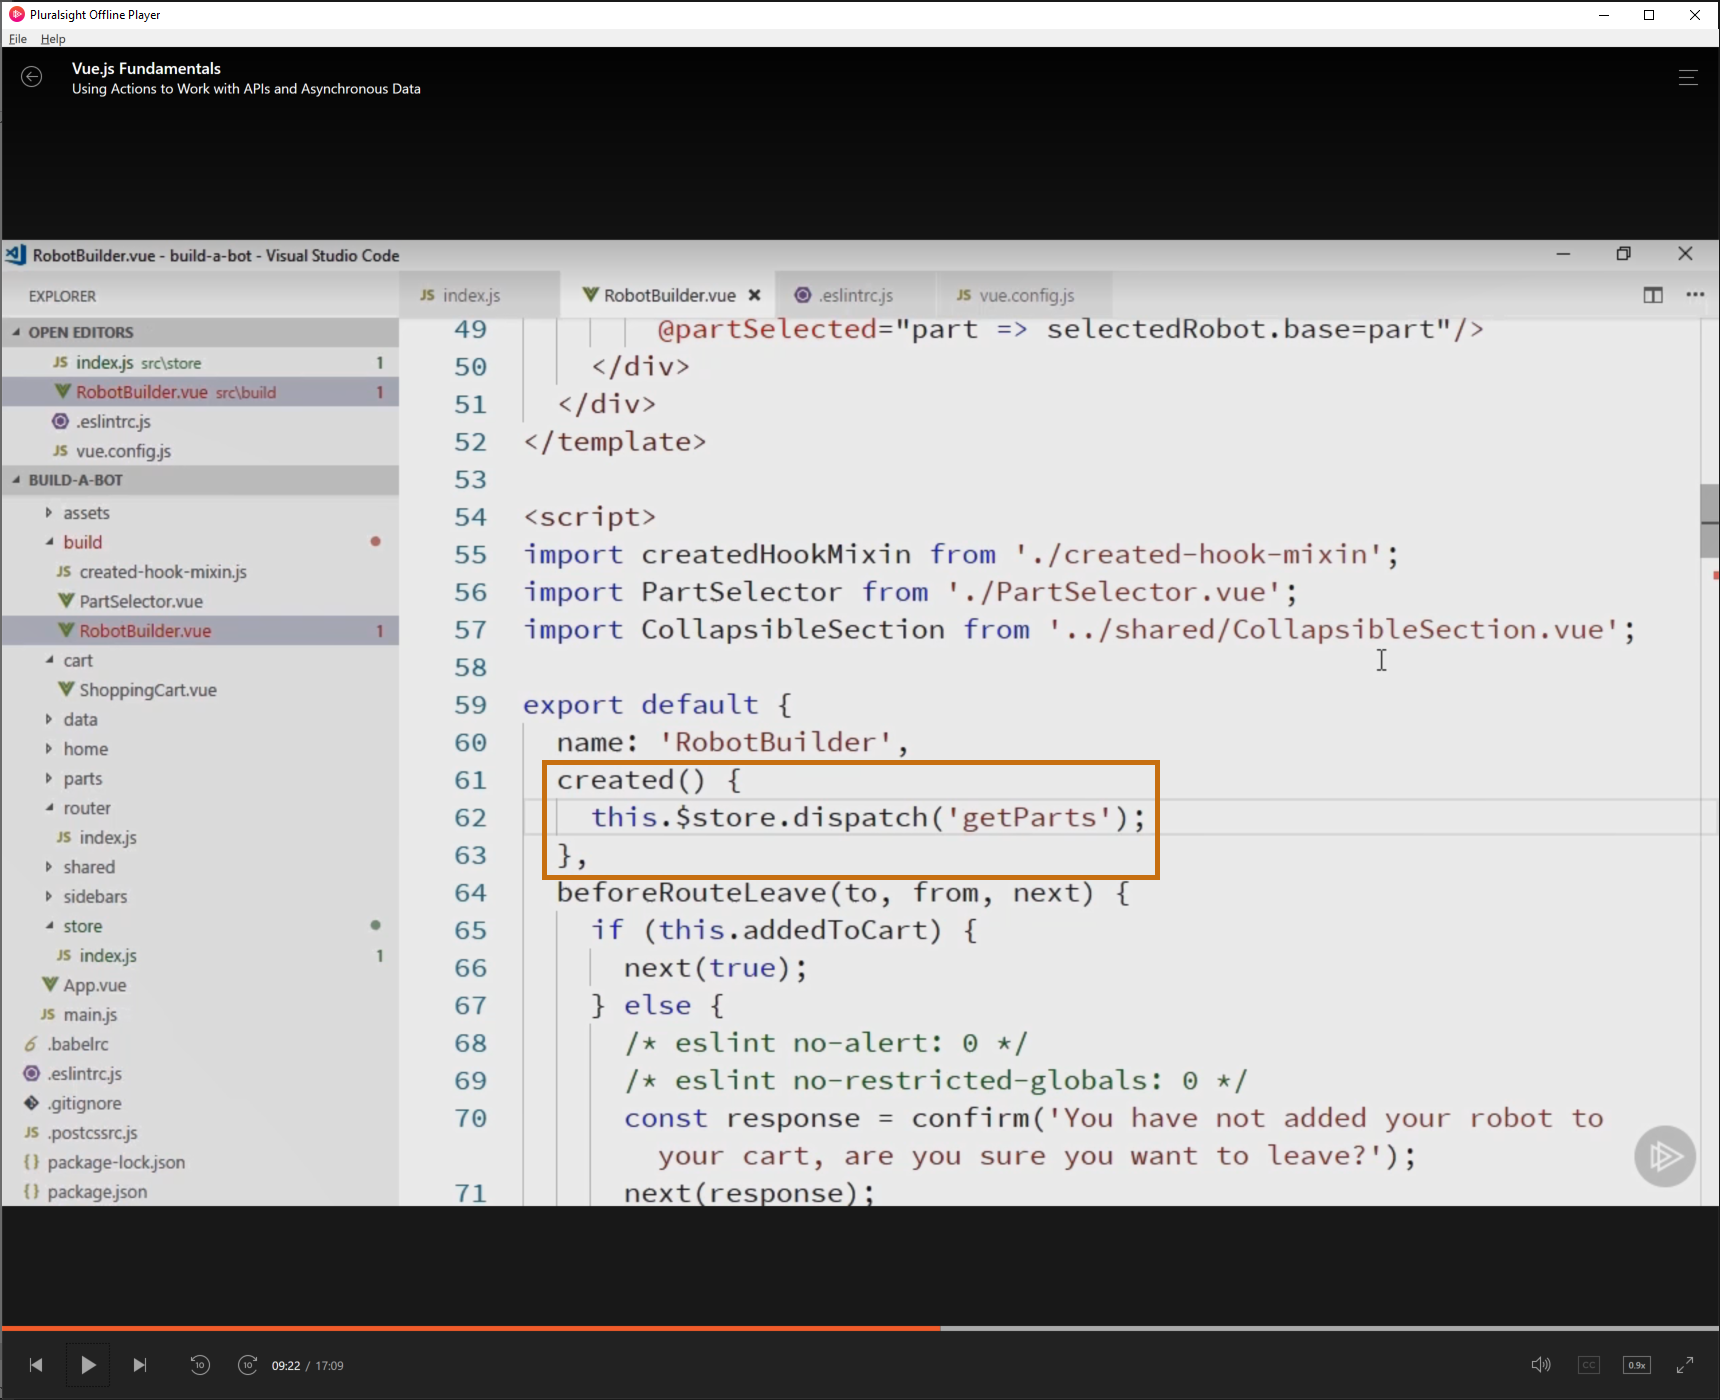 Pluralsight Offline Player
File Help
Vue.js Fundamentals
Using Actions to Work with APIs and Asynchronous Data
RobotBuilder.vue - build-a-bot - Visual Studio Code
EXPLORER
JS index.js
RobotBuilder.vue
.eslintrc.js
JS vue.config.js
OPEN EDITORS
JS index.js src\store 1
RobotBuilder.vue src\build 1
.eslintrc.js
JS vue.config.js
BUILD-A-BOT
assets
build
JS created-hook-mixin.js
PartSelector.vue
RobotBuilder.vue 1
cart
ShoppingCart.vue
data
home
parts
router
JS index.js
shared
sidebars
store
JS index.js 1
App.vue
JS main.js
.babelrc
.eslintrc.js
.gitignore
JS .postcssrc.js
{} package-lock.json
{} package.json
49 @partSelected="part => selectedRobot.base=part"/>
50 </div>
51 </div>
52 </template>
53
54 <script>
55 import createdHookMixin from './created-hook-mixin';
56 import PartSelector from './PartSelector.vue';
57 import CollapsibleSection from '../shared/CollapsibleSection.vue';
58
59 export default {
60 name: 'RobotBuilder',
61 created() {
62 this.$store.dispatch('getParts');
63 },
64 beforeRouteLeave(to, from, next) {
65 if (this.addedToCart) {
66 next(true);
67 } else {
68 /* eslint no-alert: 0 */
69 /* eslint no-restricted-globals: 0 */
70 const response = confirm('You have not added your robot to
your cart, are you sure you want to leave?');
71 next(response);
10
10
09:22 / 17:09
CC
0.9x